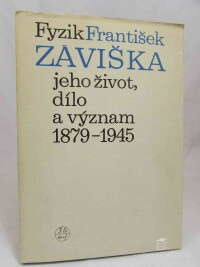 Fyzik František
ZÁVIŠKA
jeho život,
dílo
a význam
1879–1945